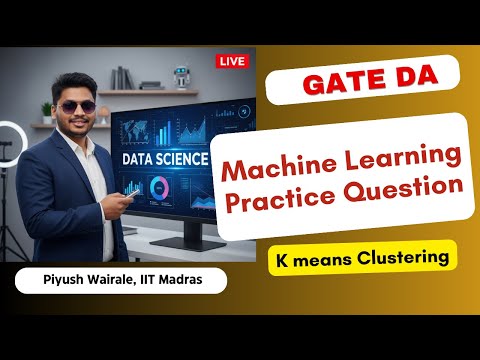 LIVE
GATE DA
DATA SCIENCE
Machine Learning
Practice Question
K means Clustering
Piyush Wairale, IIT Madras